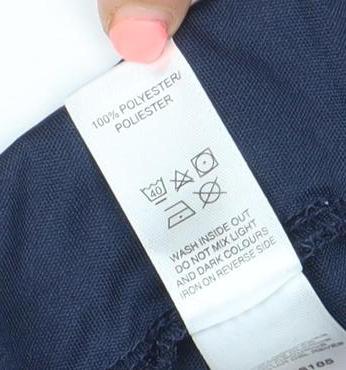 100% POLYESTER/
POLIESTER
40
WASH INSIDE OUT
DO NOT MIX LIGHT
AND DARK COLOURS
IRON ON REVERSE SIDE